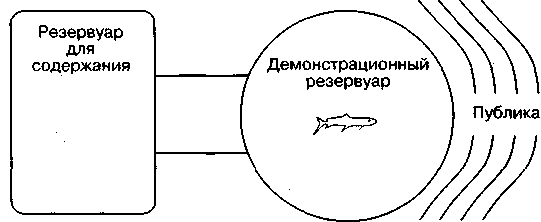 Резервуар
для
содержания
Демонстрационный
резервуар
Публика